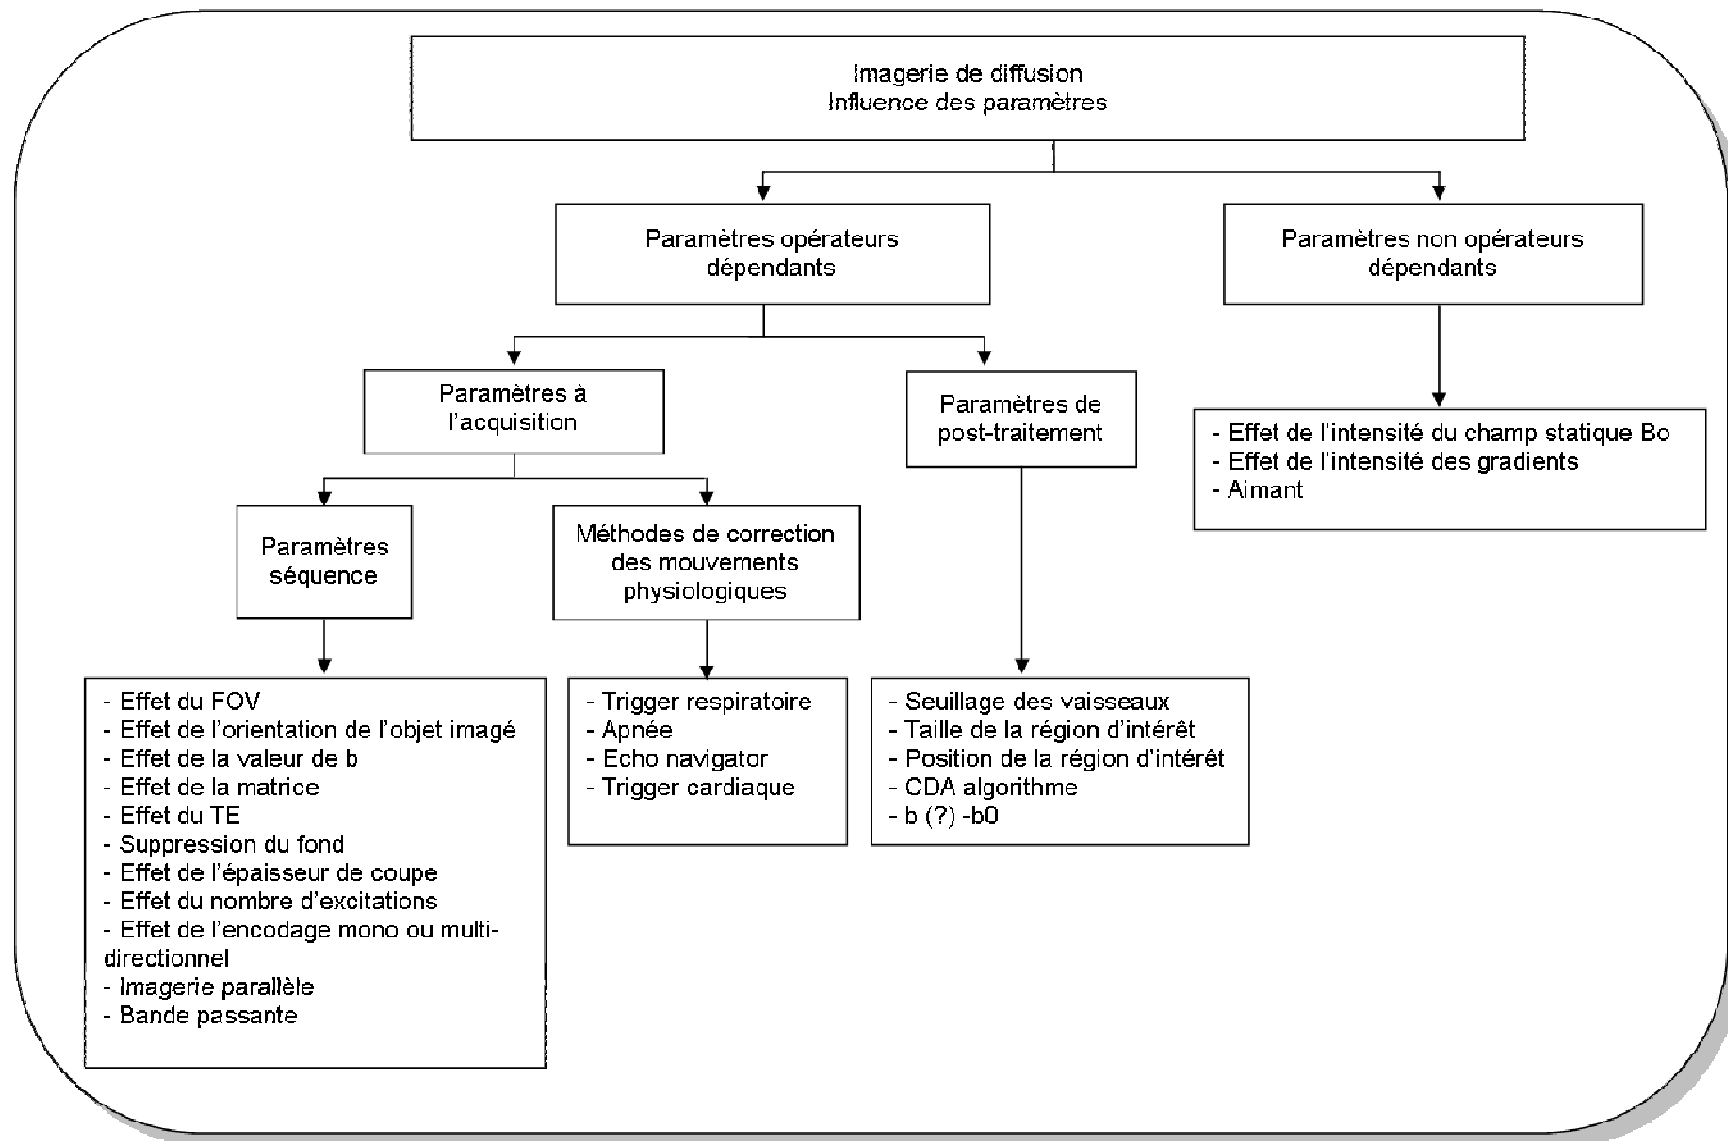 Imagerie de diffusion
Influence des paramètres
Paramètres opérateurs
dépendants
Paramètres non opérateurs
dépendants
Paramètres à
l'acquisition
Paramètres de
post-traitement
- Effet de l'intensité du champ statique Bo
- Effet de l'intensité des gradients
- Aimant
Paramètres
séquence
Méthodes de correction
des mouvements
physiologiques
- Effet du FOV
- Effet de l'orientation de l'objet imagé
- Effet de la valeur de b
- Effet de la matrice
- Effet du TE
- Suppression du fond
- Effet de l'épaisseur de coupe
- Effet du nombre d'excitations
- Effet de l'encodage mono ou multi-
directionnel
- Imagerie parallèle
- Bande passante
- Trigger respiratoire
- Apnée
- Echo navigator
- Trigger cardiaque
- Seuillage des vaisseaux
- Taille de la région d'intérêt
- Position de la région d'intérêt
- CDA algorithme
- b (?) -b0